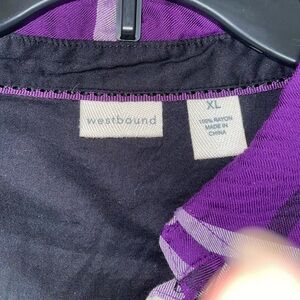 westbound
XL
100% RAYON
MADE IN
CHINA